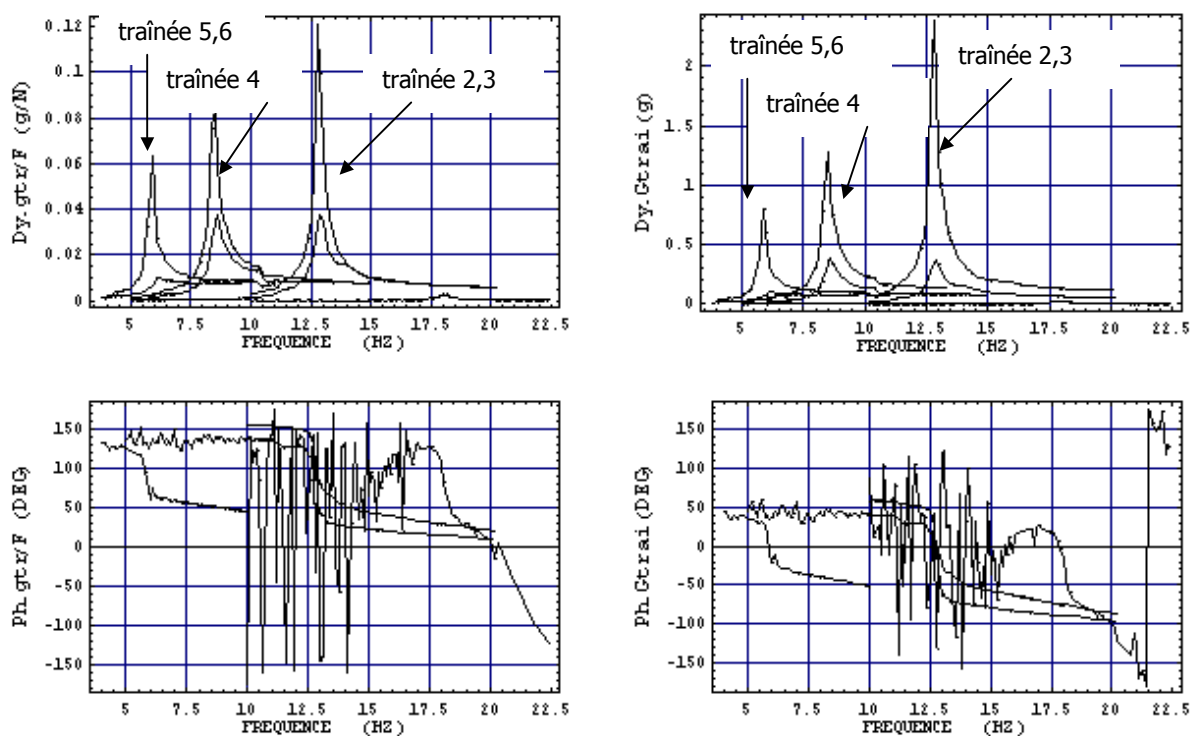 Dy.gtr/F (g/N)
0.12
0.1
0.08
0.06
0.04
0.02
0
traînée 5,6
traînée 4
traînée 2,3
5 7.5 10 12.5 15 17.5 20 22.5
FREQUENCE (HZ)
Dy.Gtrai (g)
2
1.5
1
0.5
0
traînée 5,6
traînée 4
traînée 2,3
5 7.5 10 12.5 15 17.5 20 22.5
FREQUENCE (HZ)
Ph.gtr/F (DEG)
150
100
50
0
-50
-100
-150
5 7.5 10 12.5 15 17.5 20 22.5
FREQUENCE (HZ)
Ph.Gtrai (DEG)
150
100
50
0
-50
-100
-150
5 7.5 10 12.5 15 17.5 20 22.5
FREQUENCE (HZ)